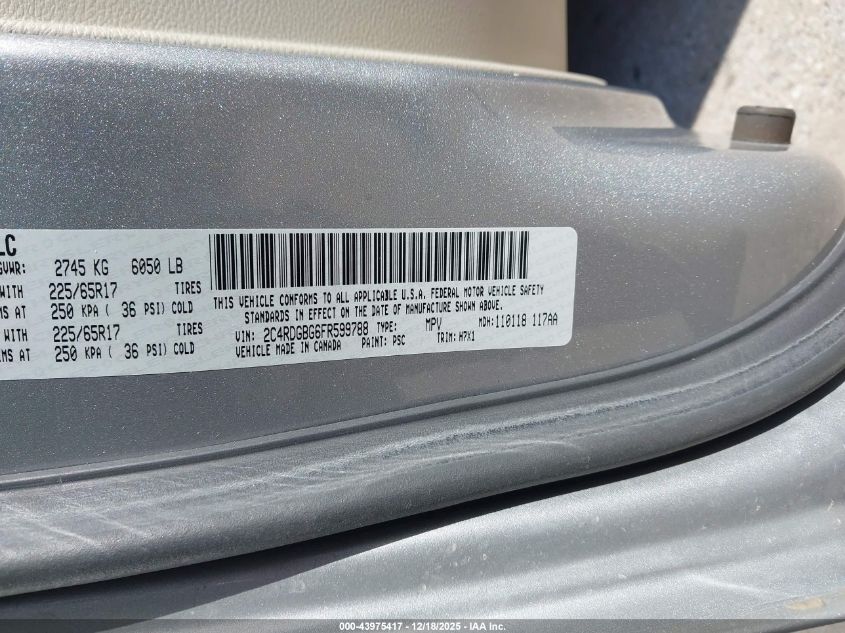 LC
GVWR: 2745 KG 6050 LB
WITH 225/65R17 TIRES
MS AT 250 KPA ( 36 PSI) COLD
WITH 225/65R17 TIRES
MS AT 250 KPA ( 36 PSI) COLD
THIS VEHICLE CONFORMS TO ALL APPLICABLE U.S.A. FEDERAL MOTOR VEHICLE SAFETY
STANDARDS IN EFFECT ON THE DATE OF MANUFACTURE SHOWN ABOVE.
VIN: 2C4RDGBG6FR599788 TYPE: MPV MDH:110118 117AA
VEHICLE MADE IN CANADA PAINT: PSC TRIM: H7X1
000-43975417 - 12/18/2025 - IAA Inc.